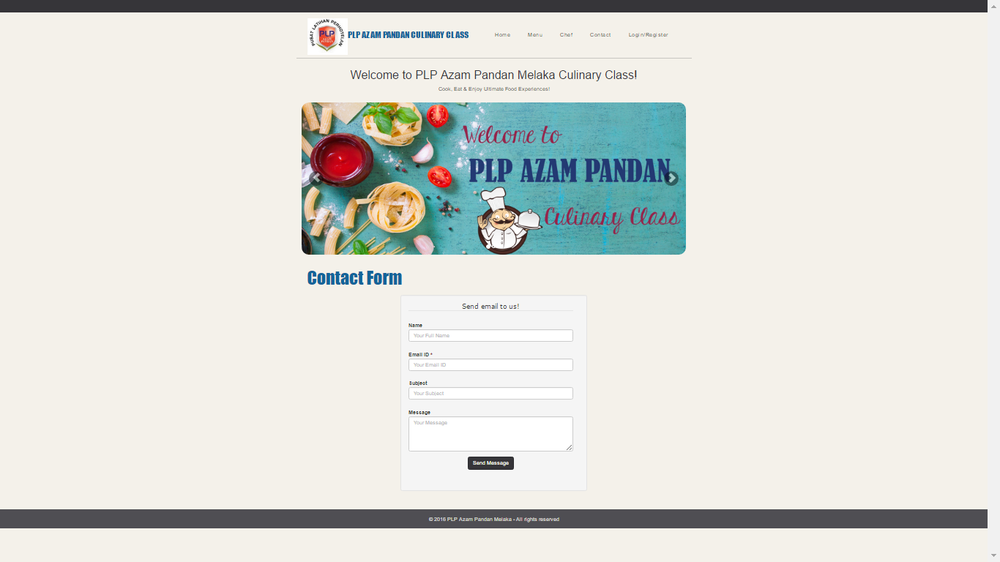 PUSAT LATIHAN PERHOTELAN
PLP
AZAM
PANDAN
PLP AZAM PANDAN CULINARY CLASS
Home
Menu
Chef
Contact
Login/Register
Welcome to PLP Azam Pandan Melaka Culinary Class!
Cook, Eat & Enjoy Ultimate Food Experiences!
Welcome to
PLP AZAM PANDAN
Culinary Class
Contact Form
Send email to us!
Name
Your Full Name
Email ID *
Your Email ID
Subject
Your Subject
Message
Your Message
Send Message
© 2016 PLP Azam Pandan Melaka - All rights reserved